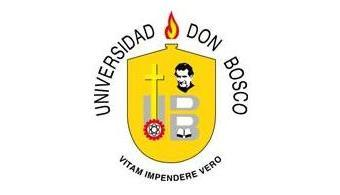 UNIVERSIDAD DON BOSCO
UDB
VITAM IMPENDERE VERO